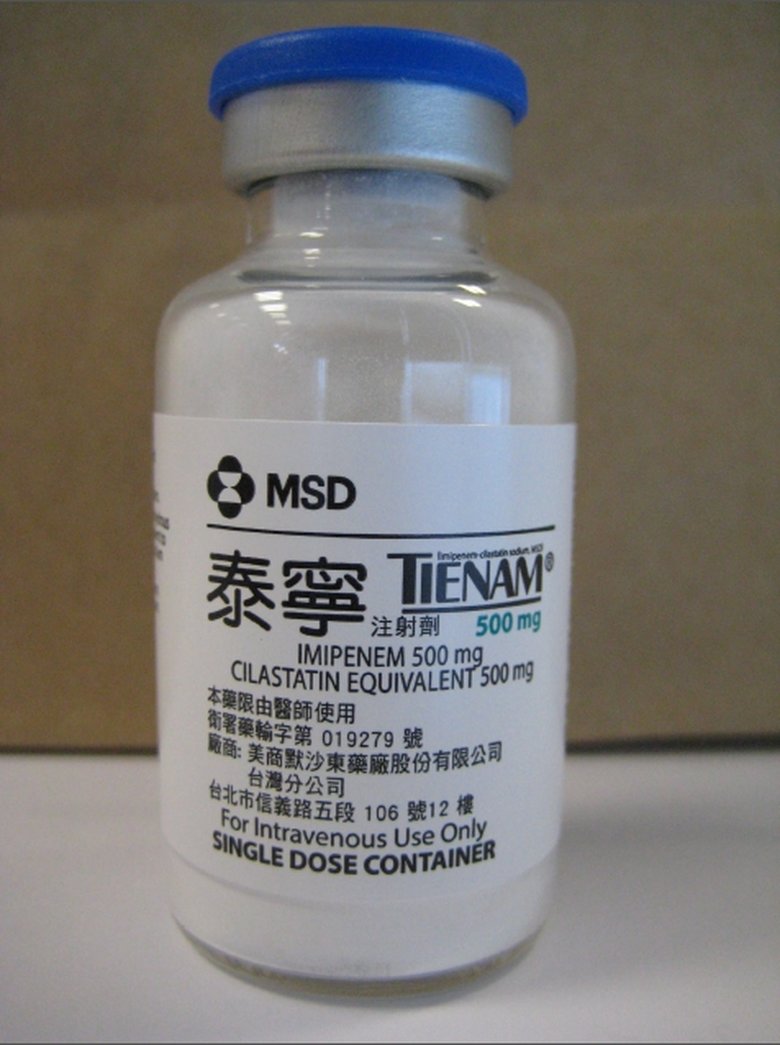 MSD
泰寧 TIENAM®
注射劑 500 mg
IMIPENEM 500 mg
CILASTATIN EQUIVALENT 500 mg
本藥限由醫師使用
衛署藥輸字第 019279 號
廠商: 美商默沙東藥廠股份有限公司
台灣分公司
台北市信義路五段 106 號12 樓
For Intravenous Use Only
SINGLE DOSE CONTAINER